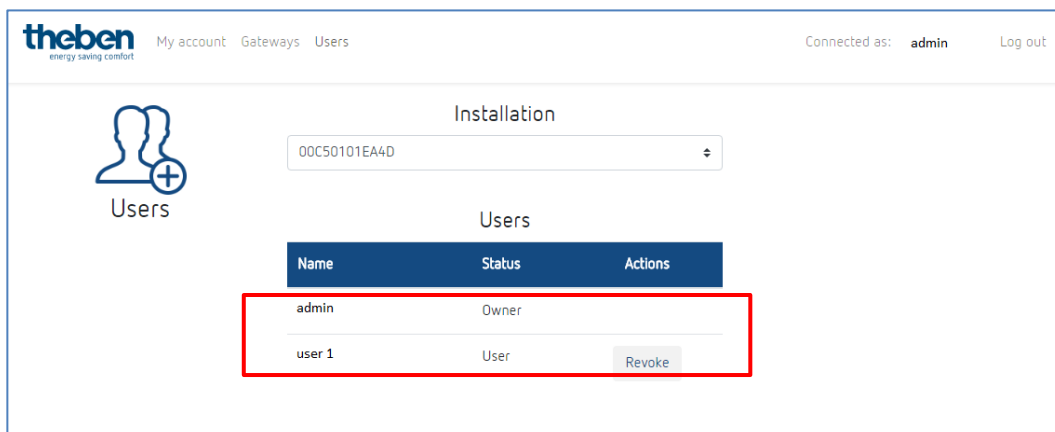 theben
energy saving comfort
My account Gateways Users
Connected as: admin Log out
Installation
00C50101EA4D
Users
Users
Name Status Actions
admin Owner
user 1 User Revoke